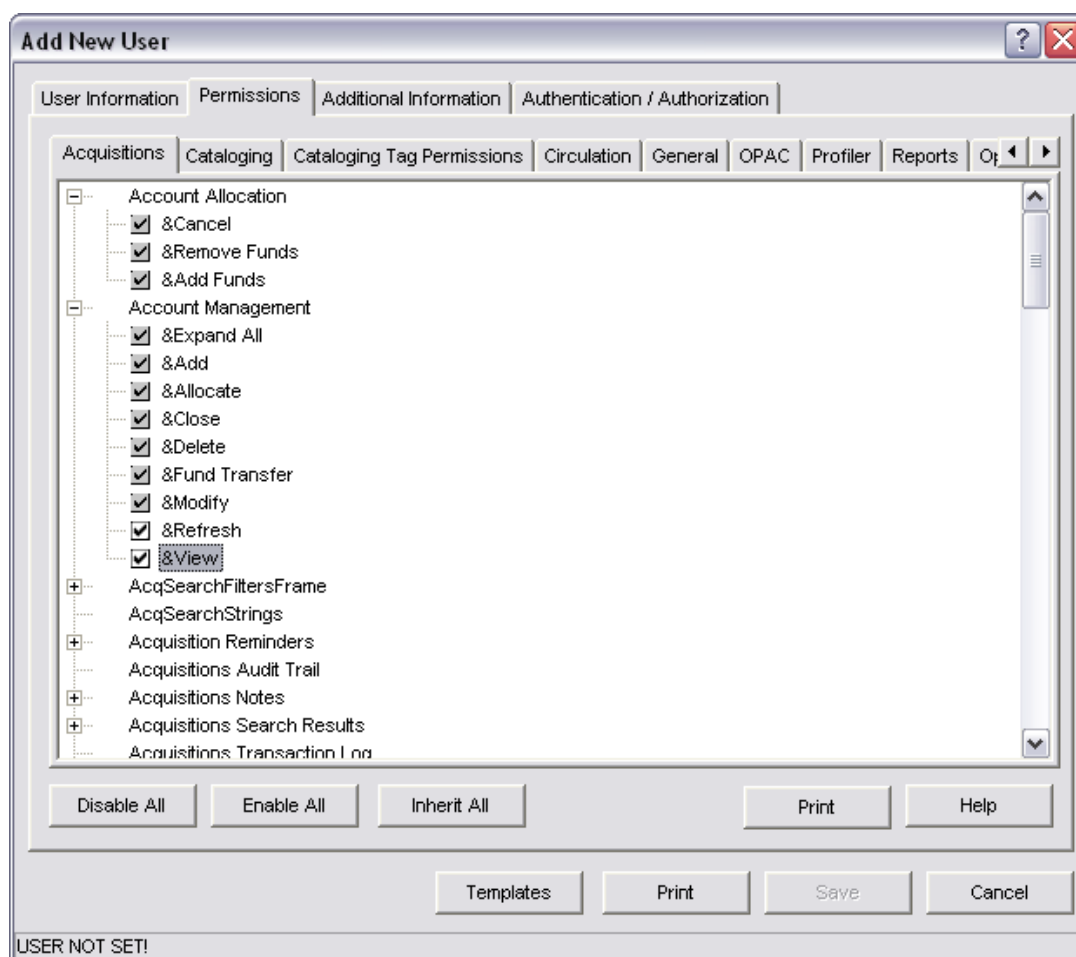 Add New User
User Information Permissions Additional Information Authentication / Authorization
Acquisitions Cataloging Cataloging Tag Permissions Circulation General OPAC Profiler Reports
Account Allocation
&Cancel
&Remove Funds
&Add Funds
Account Management
&Expand All
&Add
&Allocate
&Close
&Delete
&Fund Transfer
&Modify
&Refresh
&View
AcqSearchFiltersFrame
AcqSearchStrings
Acquisition Reminders
Acquisitions Audit Trail
Acquisitions Notes
Acquisitions Search Results
Acquisitions Transaction Log
Disable All Enable All Inherit All Print Help
Templates Print Save Cancel
USER NOT SET!